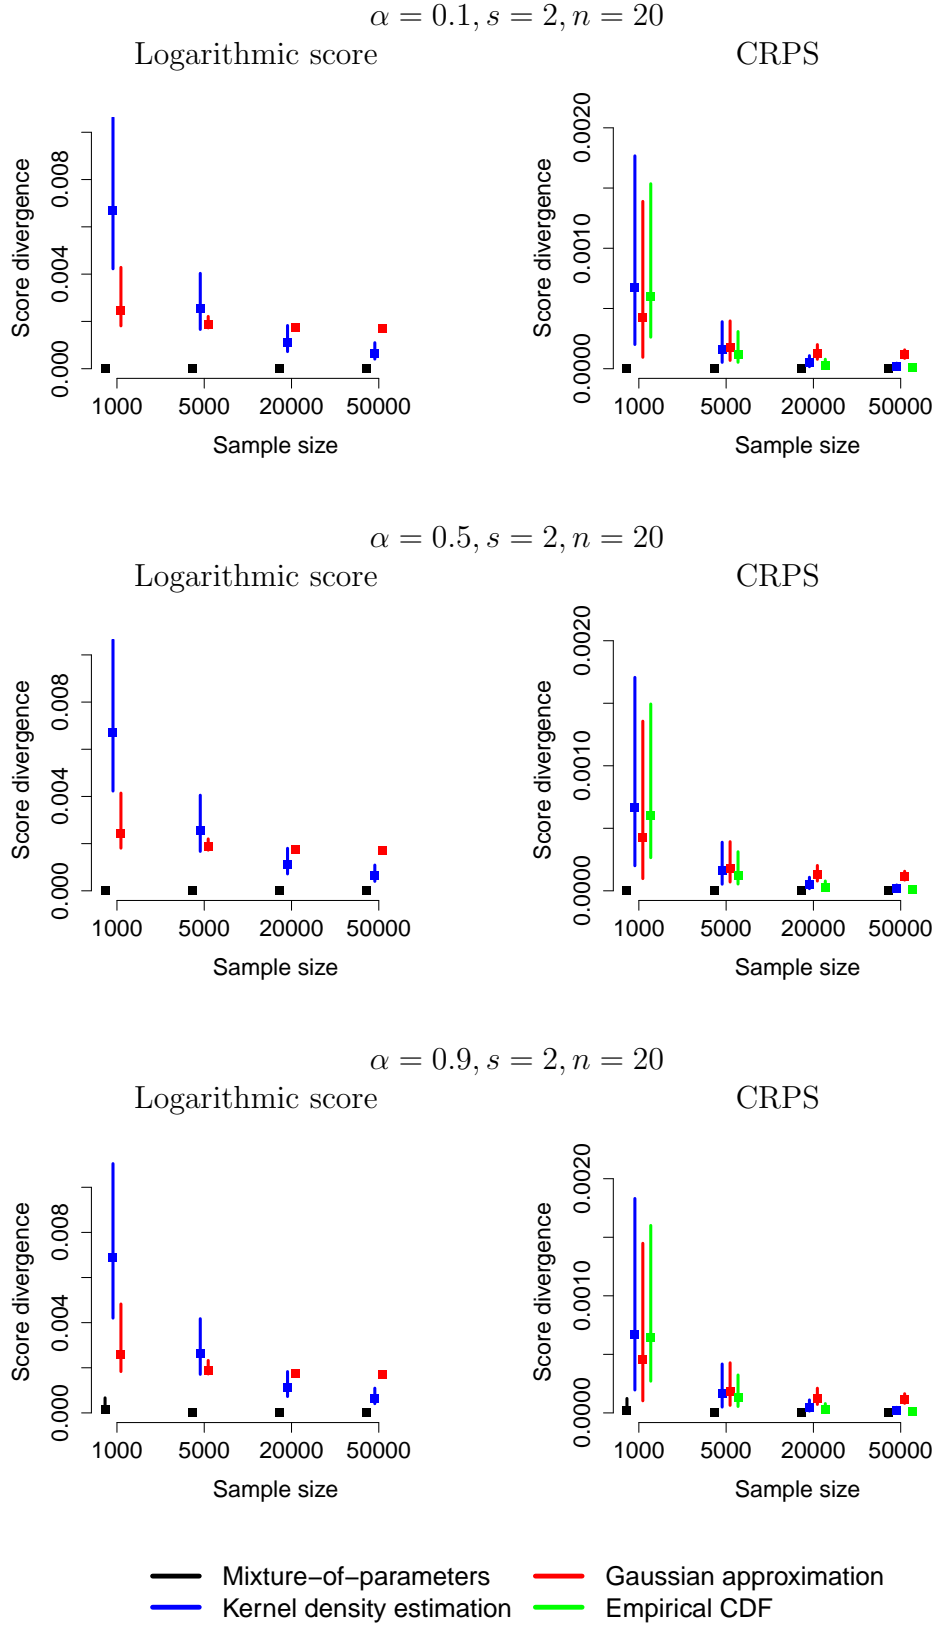 α = 0.1, s = 2, n = 20
Logarithmic score
CRPS
Score divergence
0.000 0.004 0.008
1000 5000 20000 50000
Sample size
Score divergence
0.0000 0.0010 0.0020
1000 5000 20000 50000
Sample size
α = 0.5, s = 2, n = 20
Logarithmic score
CRPS
Score divergence
0.000 0.004 0.008
1000 5000 20000 50000
Sample size
Score divergence
0.0000 0.0010 0.0020
1000 5000 20000 50000
Sample size
α = 0.9, s = 2, n = 20
Logarithmic score
CRPS
Score divergence
0.000 0.004 0.008
1000 5000 20000 50000
Sample size
Score divergence
0.0000 0.0010 0.0020
1000 5000 20000 50000
Sample size
Mixture−of−parameters
Gaussian approximation
Kernel density estimation
Empirical CDF